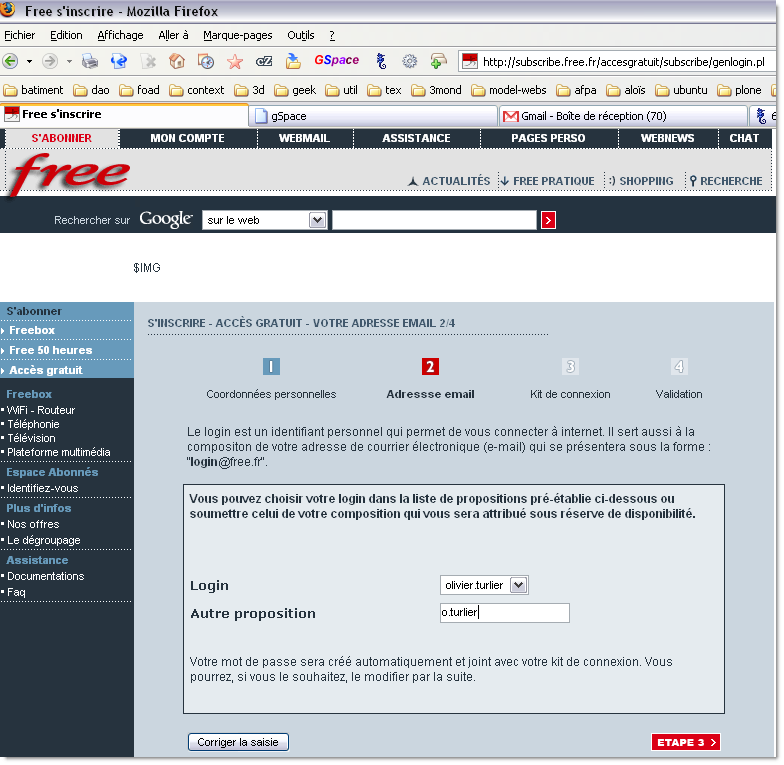 Free s'inscrire - Mozilla Firefox
Fichier Edition Affichage Aller à Marque-pages Outils ?
GSpace http://subscribe.free.fr/accesgratuit/subscribe/genlogin.pl
batiment dao foad context 3d geek util tex 3mond model-webs afpa aloïs ubuntu plone
Free s'inscrire gSpace Gmail - Boîte de réception (70) 6
S'ABONNER MON COMPTE WEBMAIL ASSISTANCE PAGES PERSO WEBNEWS CHAT
free
ACTUALITÉS FREE PRATIQUE :) SHOPPING RECHERCHE
Rechercher sur Google sur le web
$IMG
S'abonner
Freebox
Free 50 heures
Accès gratuit
Freebox
WiFi - Routeur
Téléphonie
Télévision
Plateforme multimédia
Espace Abonnés
Identifiez-vous
Plus d'infos
Nos offres
Le dégroupage
Assistance
Documentations
Faq
S'INSCRIRE - ACCÈS GRATUIT - VOTRE ADRESSE EMAIL 2/4
1 2 3 4
Coordonnées personnelles Adressse email Kit de connexion Validation
Le login est un identifiant personnel qui permet de vous connecter à internet. Il sert aussi à la
compositon de votre adresse de courrier électronique (e-mail) qui se présentera sous la forme :
"login@free.fr".
Vous pouvez choisir votre login dans la liste de propositions pré-établie ci-dessous ou
soumettre celui de votre composition qui vous sera attribué sous réserve de disponibilité.
Login olivier.turlier
Autre proposition o.turlier
Votre mot de passe sera créé automatiquement et joint avec votre kit de connexion. Vous
pourrez, si vous le souhaitez, le modifier par la suite.
Corriger la saisie ETAPE 3